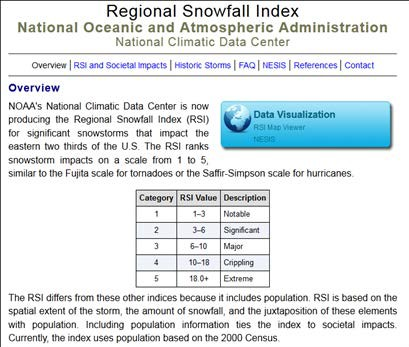 Regional Snowfall Index
National Oceanic and Atmospheric Administration
National Climatic Data Center
Overview | RSI and Societal Impacts | Historic Storms | FAQ | NESIS | References | Contact
Overview
NOAA's National Climatic Data Center is now
producing the Regional Snowfall Index (RSI)
for significant snowstorms that impact the
eastern two thirds of the U.S. The RSI ranks
snowstorm impacts on a scale from 1 to 5,
similar to the Fujita scale for tornadoes or the Saffir-Simpson scale for hurricanes.
Data Visualization
RSI Map Viewer
NESIS
Category RSI Value Description
1 1–3 Notable
2 3–6 Significant
3 6–10 Major
4 10–18 Crippling
5 18.0+ Extreme
The RSI differs from these other indices because it includes population. RSI is based on the
spatial extent of the storm, the amount of snowfall, and the juxtaposition of these elements
with population. Including population information ties the index to societal impacts.
Currently, the index uses population based on the 2000 Census.